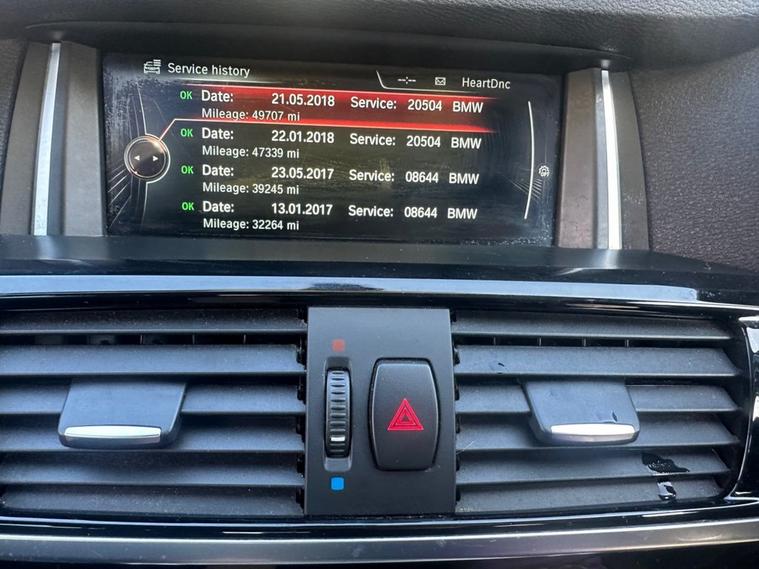 Service history --:-- HeartDnc
OK Date: 21.05.2018 Service: 20504 BMW
Mileage: 49707 mi
OK Date: 22.01.2018 Service: 20504 BMW
Mileage: 47339 mi
OK Date: 23.05.2017 Service: 08644 BMW
Mileage: 39245 mi
OK Date: 13.01.2017 Service: 08644 BMW
Mileage: 32264 mi